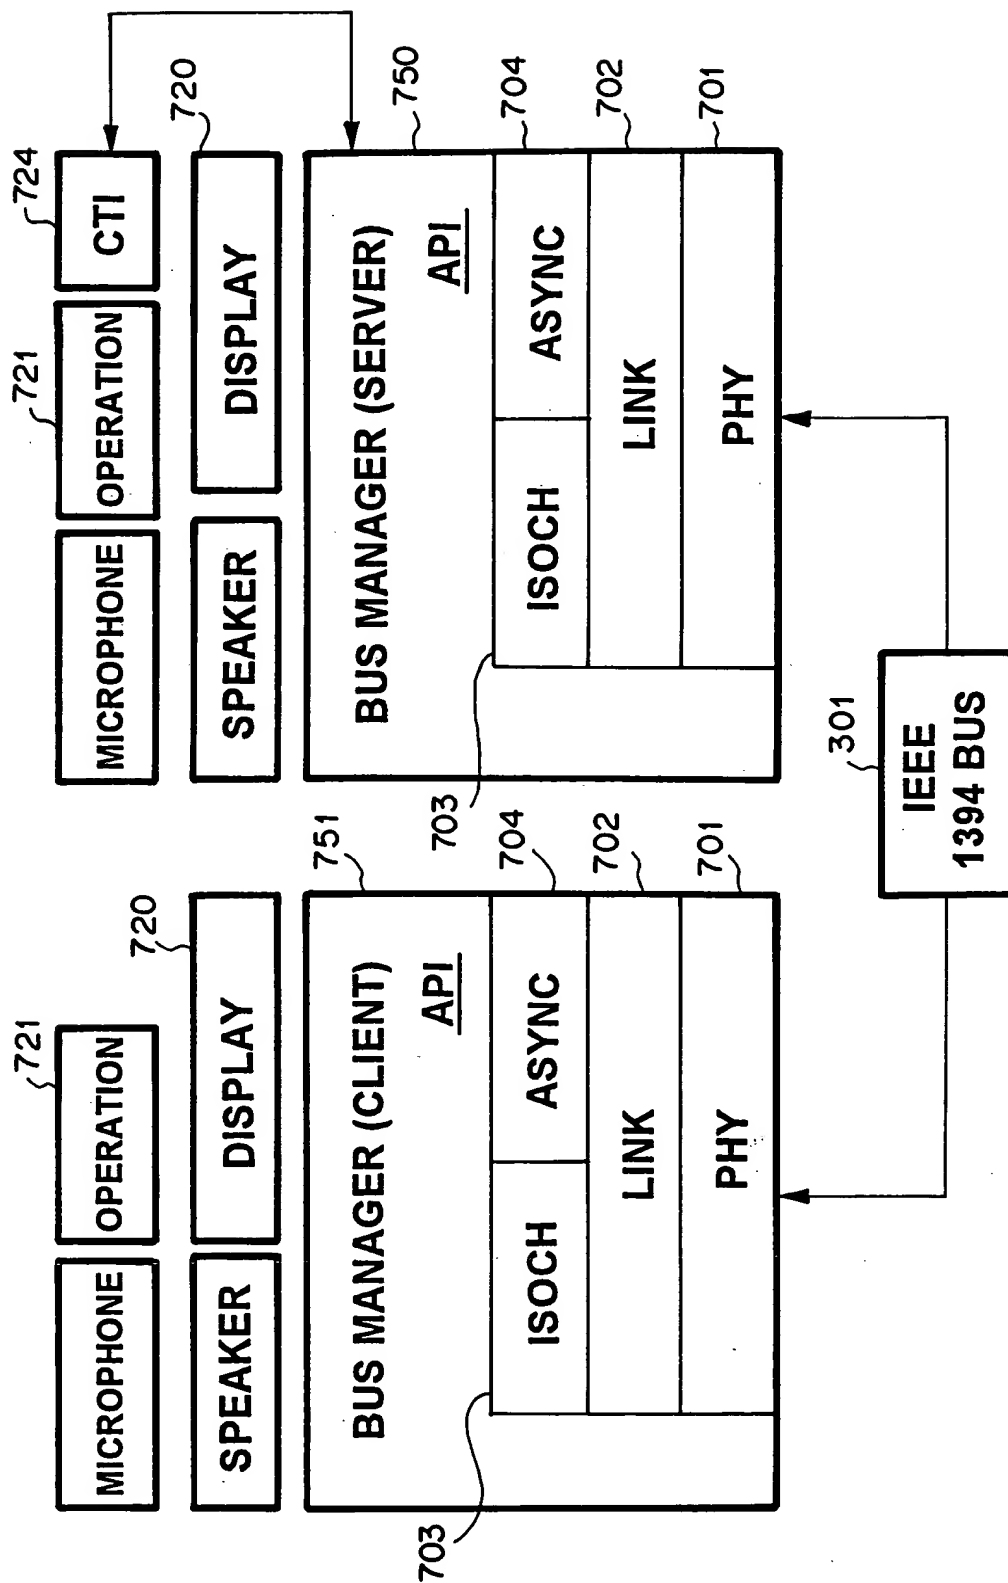 721
720
MICROPHONE
OPERATION
SPEAKER
DISPLAY
751
BUS MANAGER (CLIENT)
API
703
ISOCH
ASYNC
704
LINK
702
PHY
701
721
724
720
MICROPHONE
OPERATION
CTI
SPEAKER
DISPLAY
750
BUS MANAGER (SERVER)
API
703
ISOCH
ASYNC
704
LINK
702
PHY
701
301
IEEE
1394 BUS